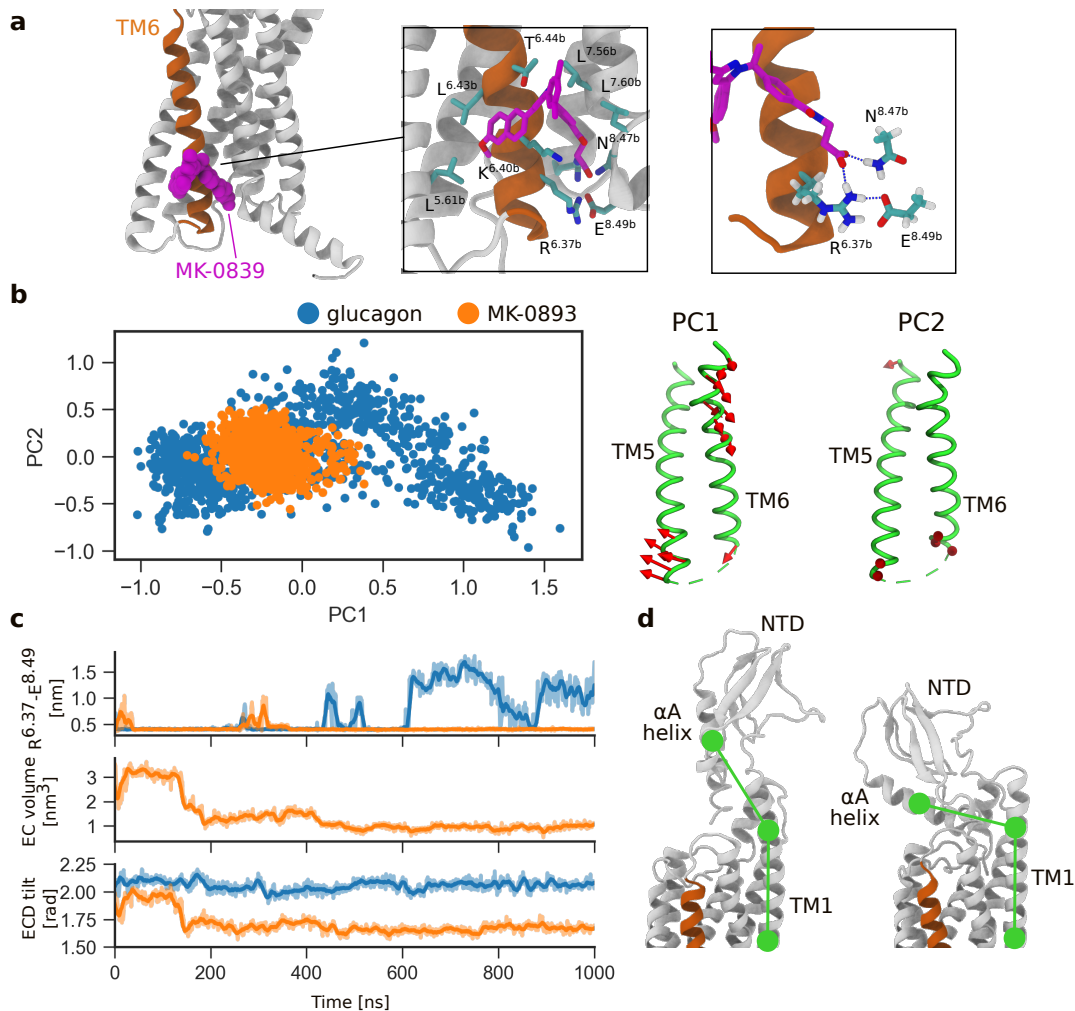 a
TM6
MK-0839
T6.44b
L7.56b
L6.43b
L7.60b
N8.47b
K6.40b
L5.61b
E8.49b
R6.37b
N8.47b
R6.37b
E8.49b
b
glucagon
MK-0893
PC2
1.0
0.5
0.0
−0.5
−1.0
−1.0
−0.5
0.0
0.5
1.0
1.5
PC1
PC1
TM5
TM6
PC2
TM5
TM6
c
R6.37-E8.49
[nm]
1.5
1.0
0.5
EC volume
[nm3]
3
2
1
ECD tilt
[rad]
2.25
2.00
1.75
1.50
0
200
400
600
800
1000
Time [ns]
d
NTD
αA
helix
TM1
NTD
αA
helix
TM1